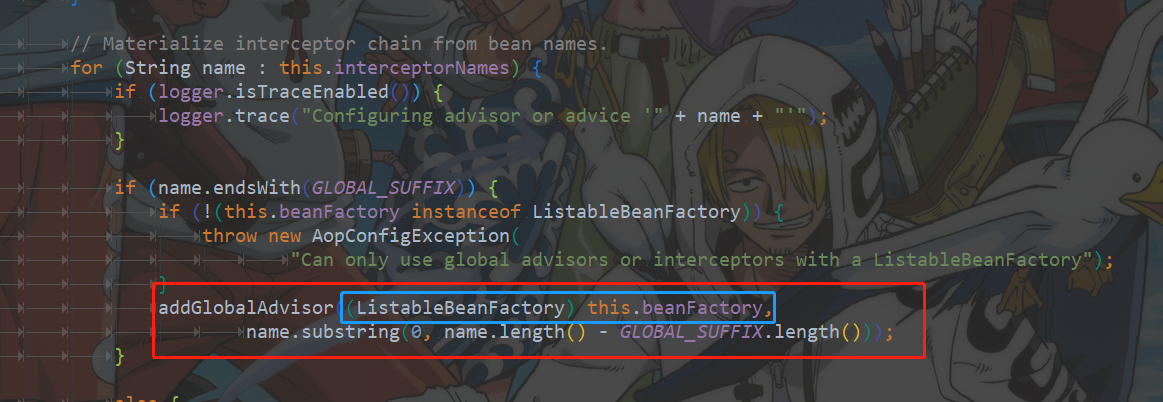 // Materialize interceptor chain from bean names.
for (String name : this.interceptorNames) {
if (logger.isTraceEnabled()) {
logger.trace("Configuring advisor or advice '" + name + "'");
}
if (name.endsWith(GLOBAL_SUFFIX)) {
if (!(this.beanFactory instanceof ListableBeanFactory)) {
throw new AopConfigException(
"Can only use global advisors or interceptors with a ListableBeanFactory");
}
addGlobalAdvisor((ListableBeanFactory) this.beanFactory,
name.substring(0, name.length() - GLOBAL_SUFFIX.length()));
}
else {